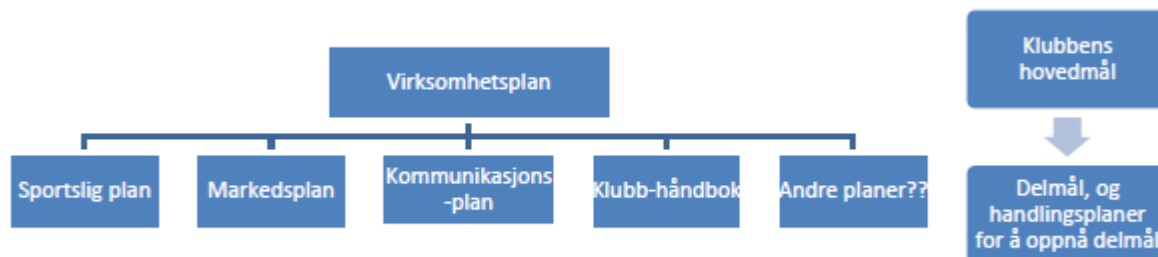 Virksomhetsplan
Sportslig plan
Markedsplan
Kommunikasjons
-plan
Klubb-håndbok
Andre planer??
Klubbens
hovedmål
Delmål, og
handlingsplaner
for å oppnå delmål